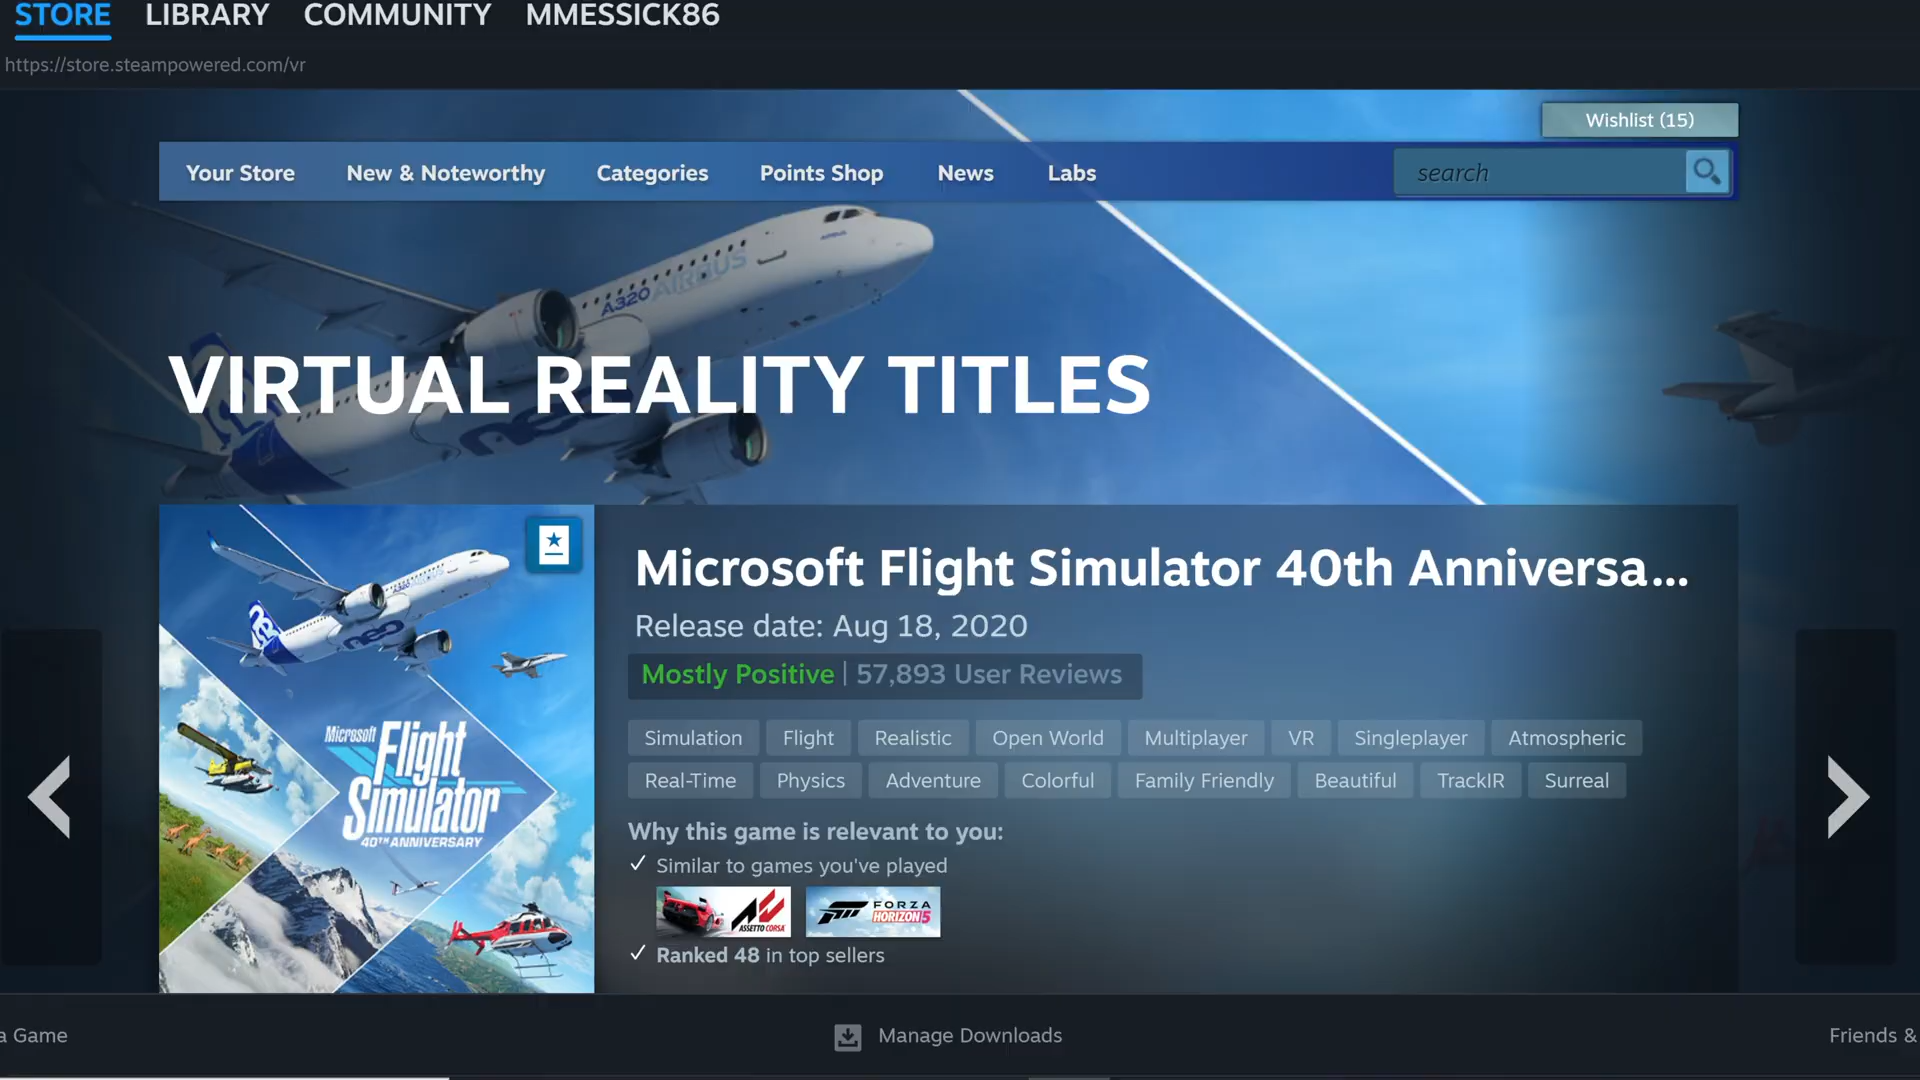 STORE LIBRARY COMMUNITY MMESSICK86
https://store.steampowered.com/vr
Wishlist (15)
Your Store New & Noteworthy Categories Points Shop News Labs search
AIRBUS
A320 AIRBUS
VIRTUAL REALITY TITLES
neo
Microsoft Flight Simulator 40th Anniversa...
Release date: Aug 18, 2020
Mostly Positive | 57,893 User Reviews
neo
Microsoft
Flight
Simulator
40TH ANNIVERSARY
Simulation Flight Realistic Open World Multiplayer VR Singleplayer Atmospheric
Real-Time Physics Adventure Colorful Family Friendly Beautiful TrackIR Surreal
Why this game is relevant to you:
Similar to games you've played
ASSETTO CORSA
FORZA
HORIZON 5
Ranked 48 in top sellers
a Game Manage Downloads Friends &